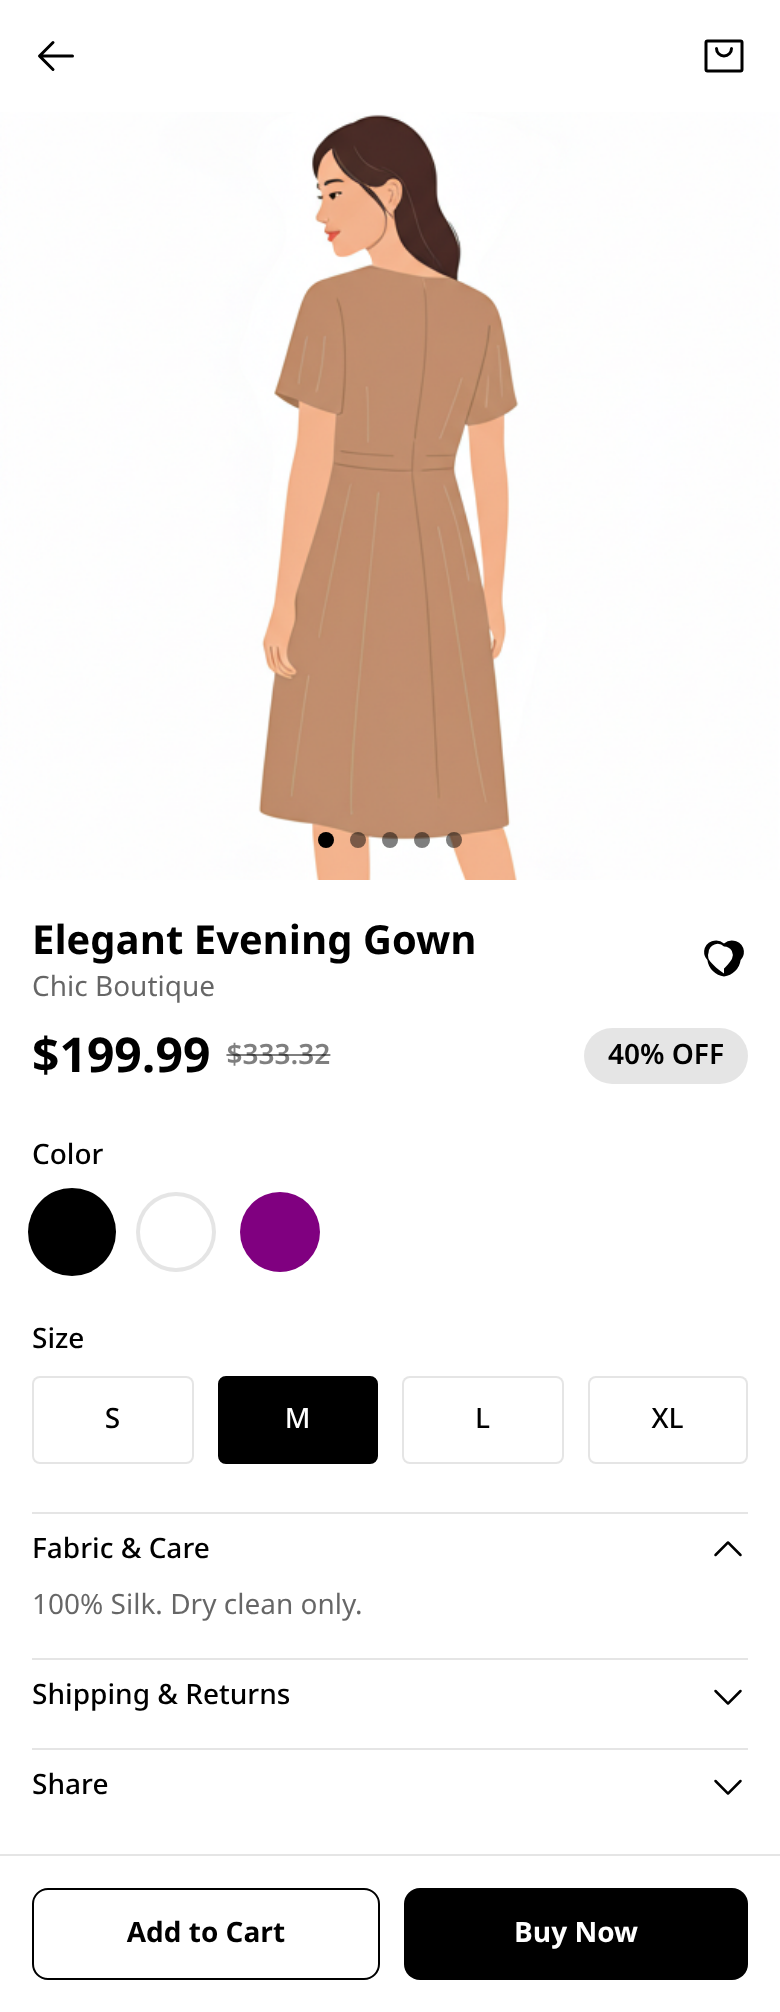 Elegant Evening Gown
Chic Boutique
$199.99 $333.32 40% OFF
Color
Size
S M L XL
Fabric & Care
100% Silk. Dry clean only.
Shipping & Returns
Share
Add to Cart Buy Now